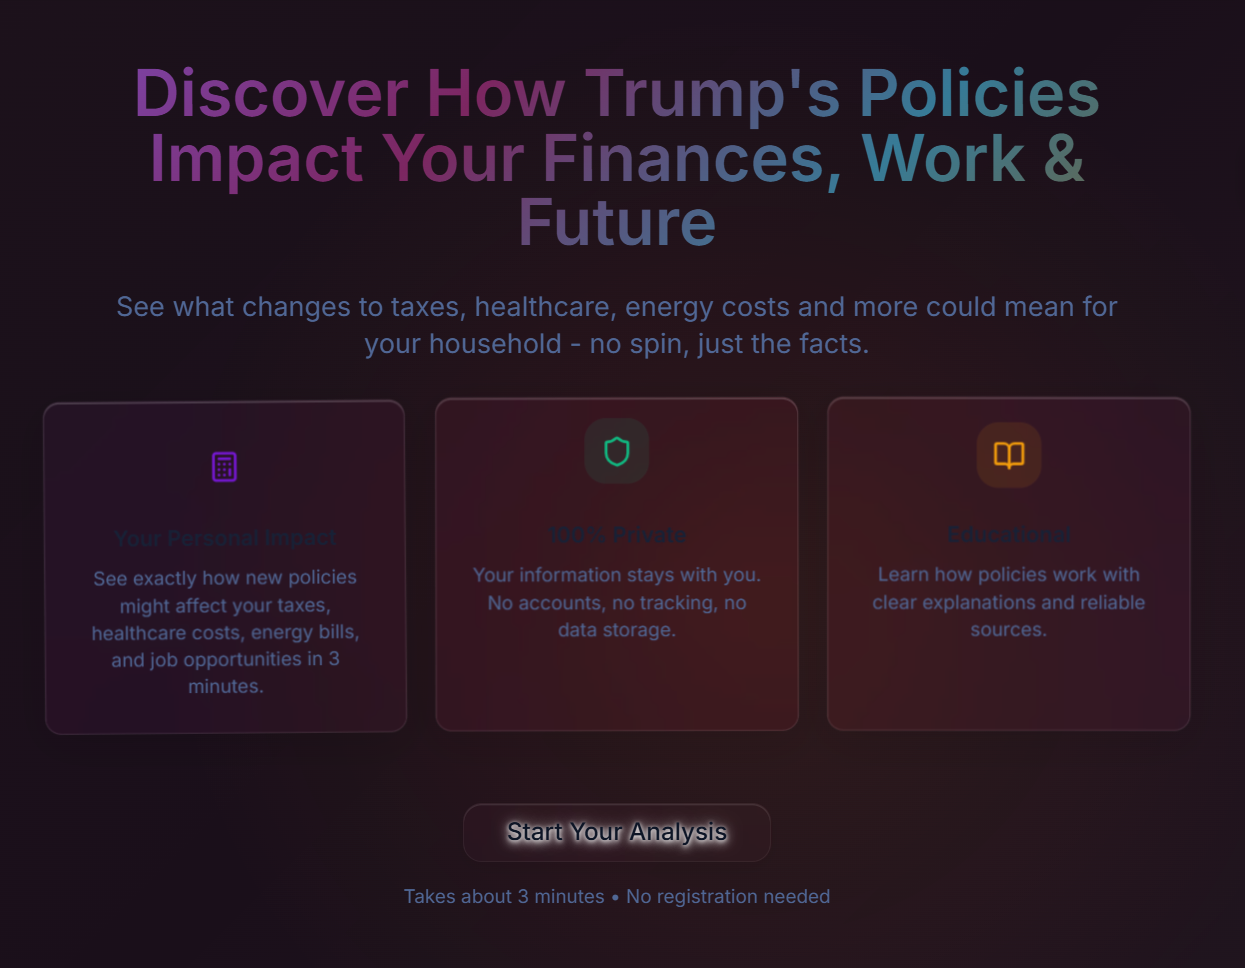 Discover How Trump's Policies
Impact Your Finances, Work &
Future
See what changes to taxes, healthcare, energy costs and more could mean for
your household - no spin, just the facts.
Your Personal Impact
See exactly how new policies
might affect your taxes,
healthcare costs, energy bills,
and job opportunities in 3
minutes.
100% Private
Your information stays with you.
No accounts, no tracking, no
data storage.
Educational
Learn how policies work with
clear explanations and reliable
sources.
Start Your Analysis
Takes about 3 minutes • No registration needed